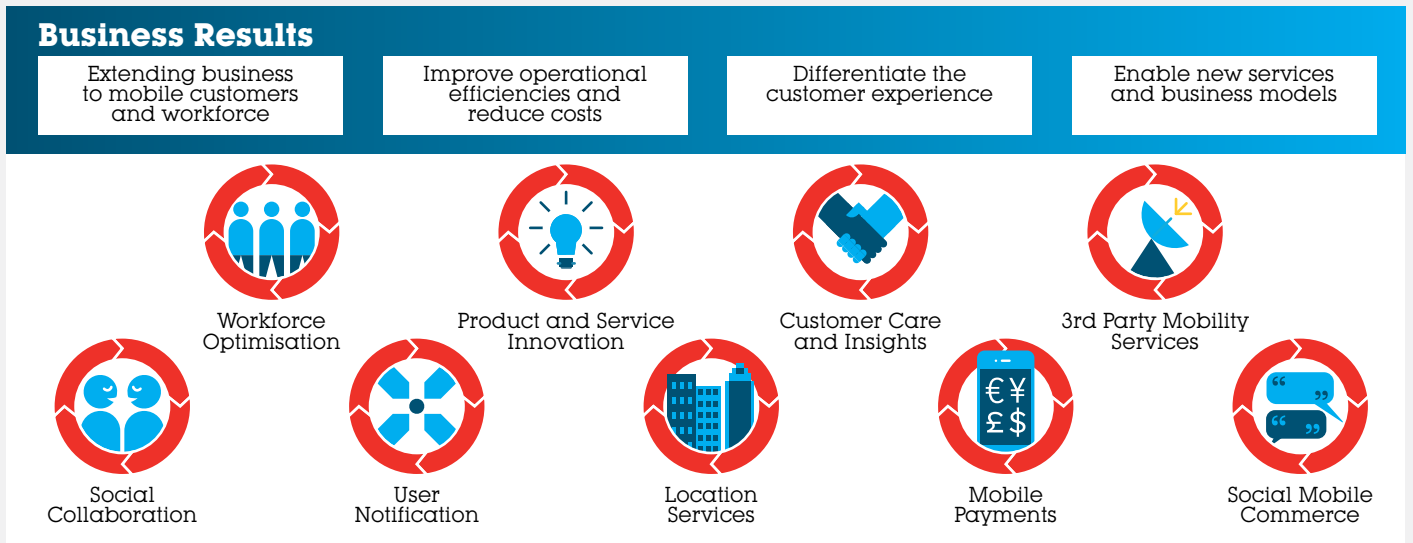 Business Results
Extending business
to mobile customers
and workforce
Improve operational
efficiencies and
reduce costs
Differentiate the
customer experience
Enable new services
and business models
Workforce
Optimisation
Product and Service
Innovation
Customer Care
and Insights
3rd Party Mobility
Services
€¥
£$
“
”
“
”
Social
Collaboration
User
Notification
Location
Services
Mobile
Payments
Social Mobile
Commerce